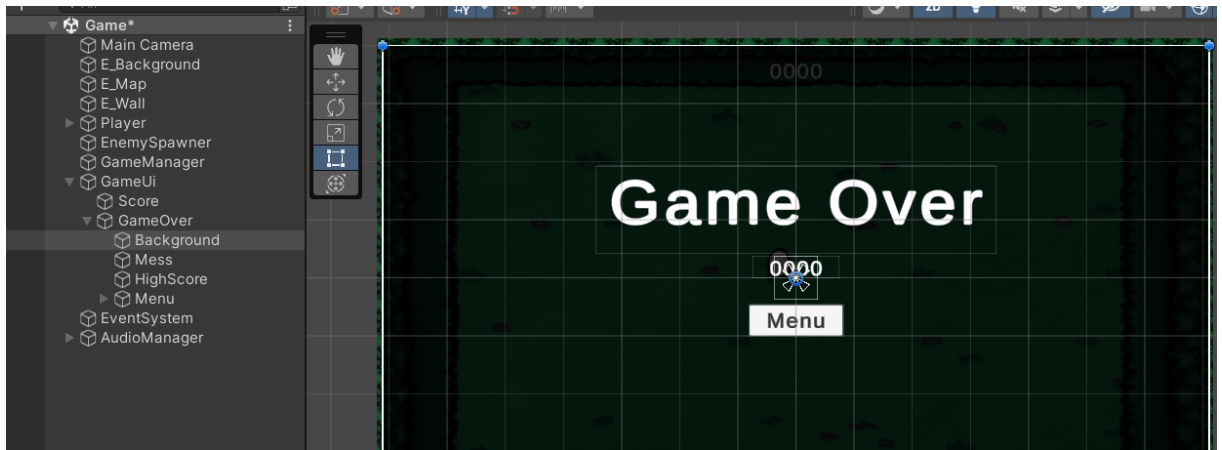 Game*
Main Camera
E_Background
E_Map
E_Wall
Player
EnemySpawner
GameManager
GameUi
Score
GameOver
Background
Mess
HighScore
Menu
EventSystem
AudioManager
2D
0000
Game Over
0000
Menu